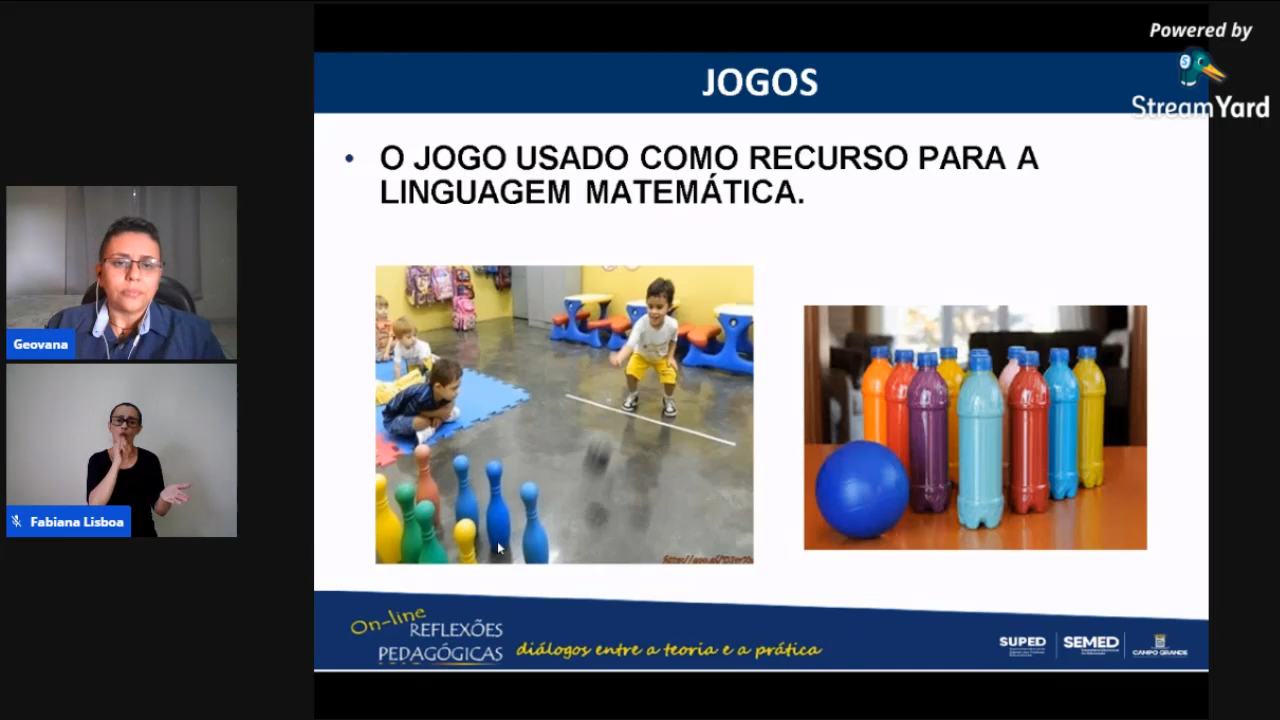 Powered by
StreamYard
JOGOS
• O JOGO USADO COMO RECURSO PARA A
LINGUAGEM MATEMÁTICA.
Geovana
Fabiana Lisboa
On-line
REFLEXÕES
PEDAGÓGICAS
diálogos entre a teoria e a prática
SUPED
SEMED
CAMPO GRANDE